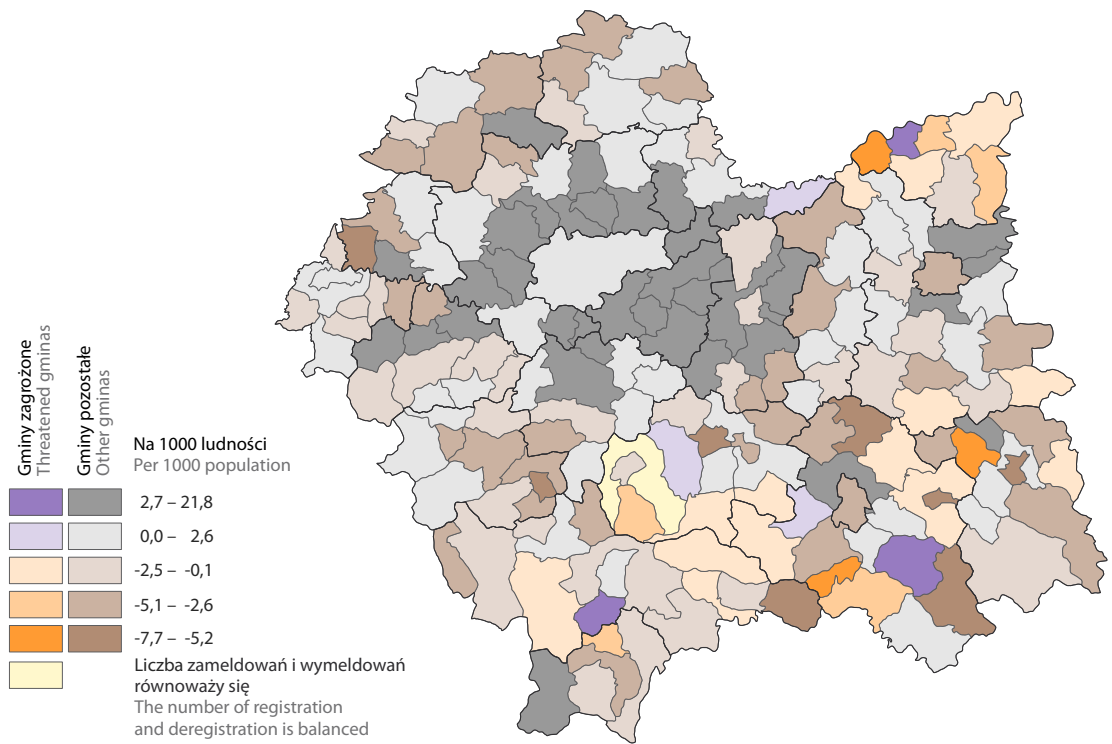 Gminy zagrożone
Threatened gminas
Gminy pozostałe
Other gminas
Na 1000 ludności
Per 1000 population
2,7 – 21,8
0,0 – 2,6
-2,5 – -0,1
-5,1 – -2,6
-7,7 – -5,2
Liczba zameldowań i wymeldowań
równoważy się
The number of registration
and deregistration is balanced